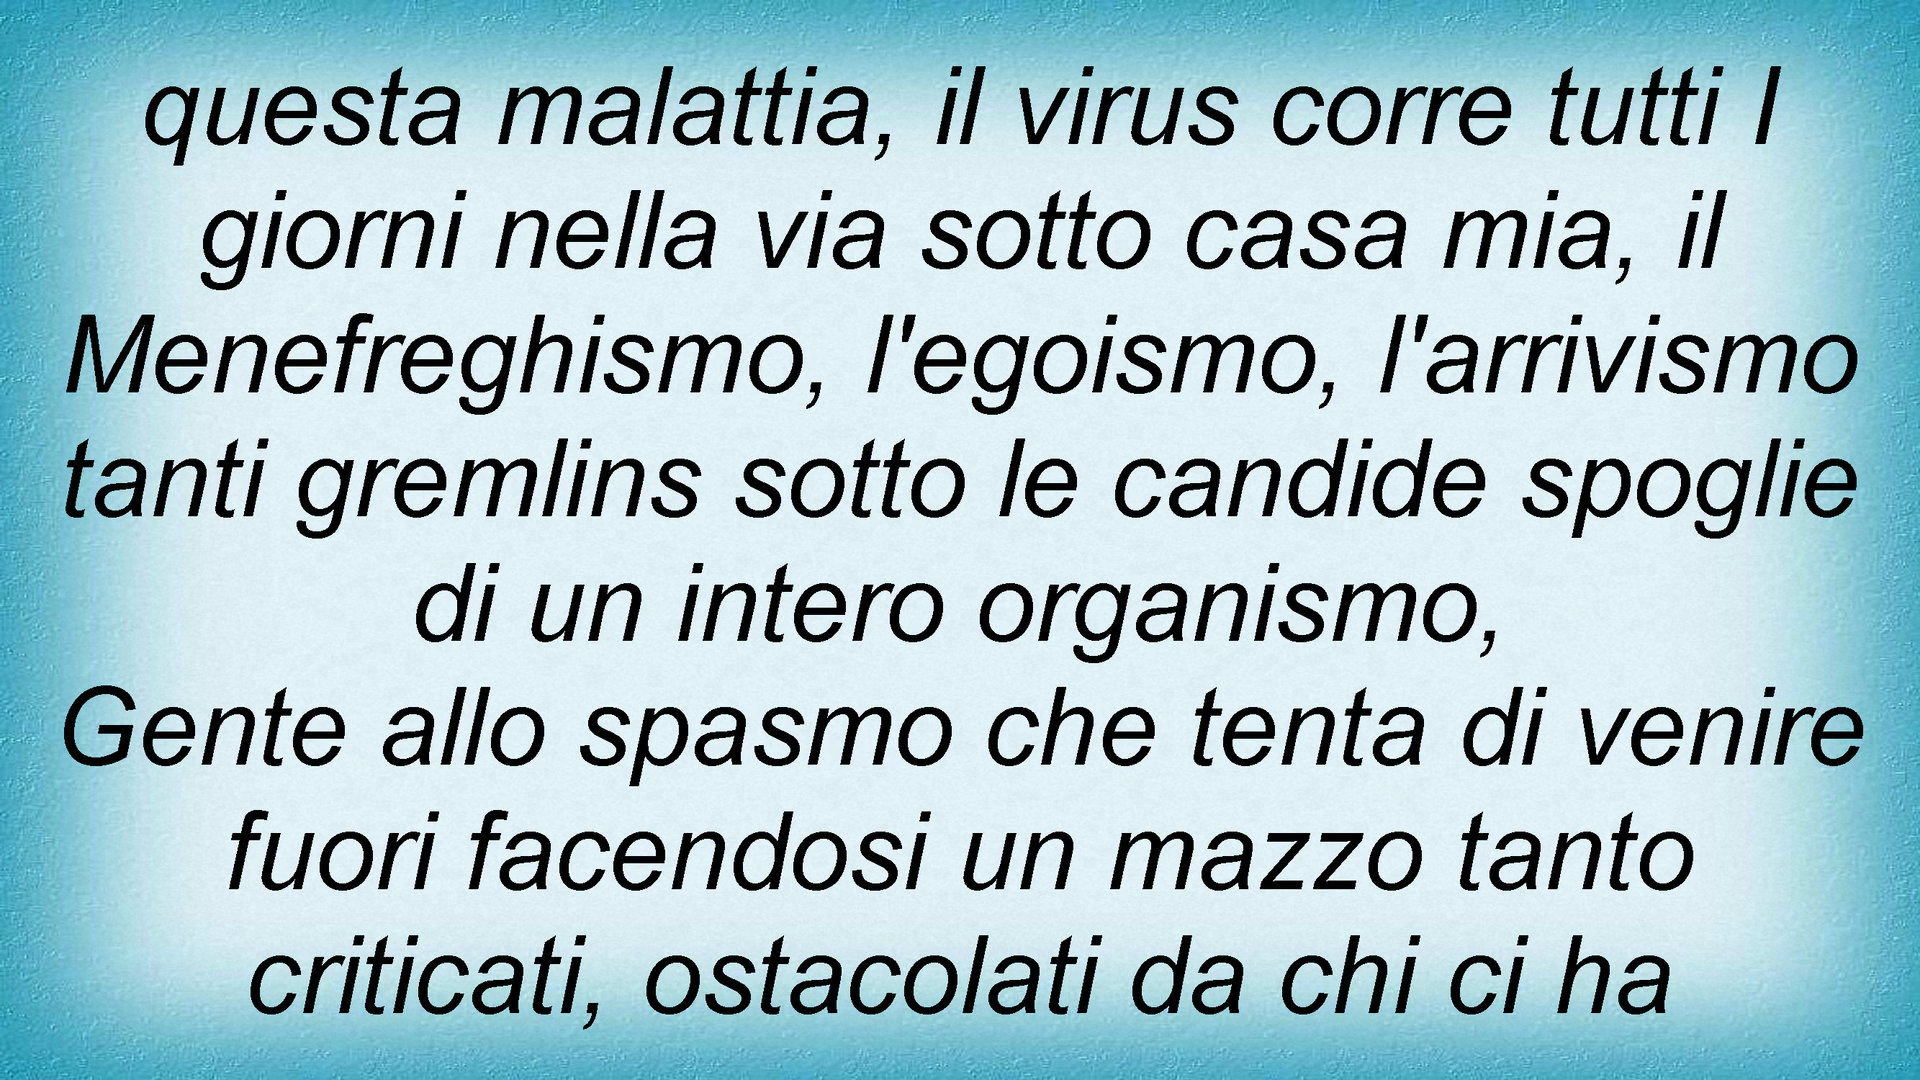 questa malattia, il virus corre tutti I
giorni nella via sotto casa mia, il
Menefreghismo, l'egoismo, l'arrivismo
tanti gremlins sotto le candide spoglie
di un intero organismo,
Gente allo spasmo che tenta di venire
fuori facendosi un mazzo tanto
criticati, ostacolati da chi ci ha